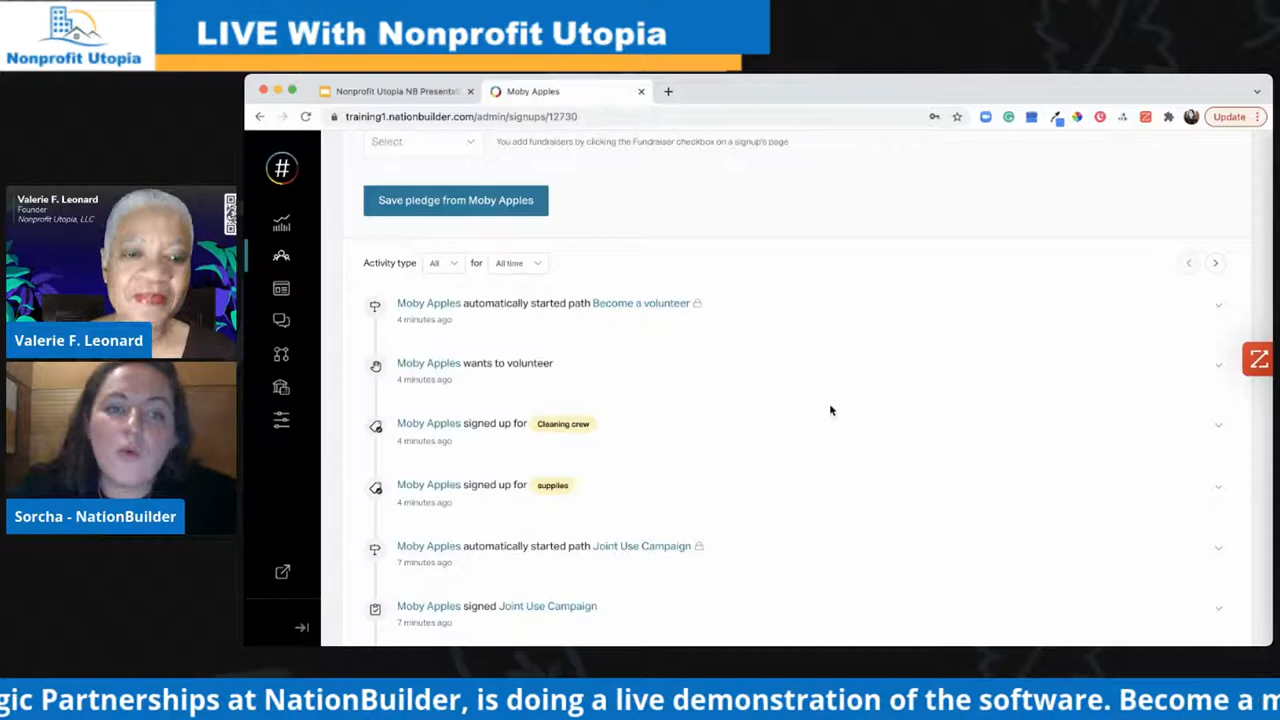 LIVE With Nonprofit Utopia
Nonprofit Utopia
Nonprofit Utopia NB Presentati
Moby Apples
training1.nationbuilder.com/admin/signups/12730
Update
Select
You add fundraisers by clicking the Fundraiser checkbox on a signup's page
Save pledge from Moby Apples
Activity type All for All time
Moby Apples automatically started path Become a volunteer
4 minutes ago
Moby Apples wants to volunteer
4 minutes ago
Moby Apples signed up for Cleaning crew
4 minutes ago
Moby Apples signed up for supplies
4 minutes ago
Moby Apples automatically started path Joint Use Campaign
7 minutes ago
Moby Apples signed Joint Use Campaign
7 minutes ago
Valerie F. Leonard
Founder
Nonprofit Utopia, LLC
Valerie F. Leonard
Sorcha - NationBuilder
gic Partnerships at NationBuilder, is doing a live demonstration of the software. Become a m